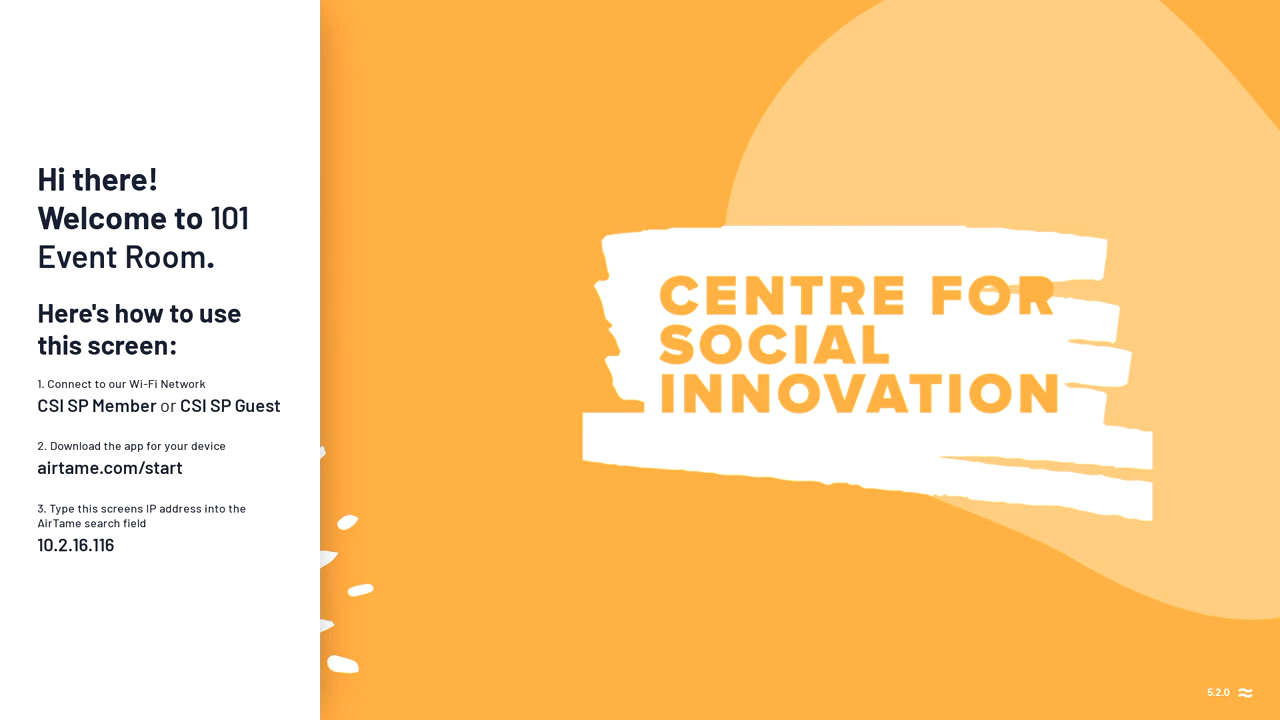 Hi there!
Welcome to 101
Event Room.
Here's how to use
this screen:
1. Connect to our Wi-Fi Network
CSI SP Member or CSI SP Guest
2. Download the app for your device
airtame.com/start
3. Type this screens IP address into the
AirTame search field
10.2.16.116
CENTRE FOR
SOCIAL
INNOVATION
5.2.0